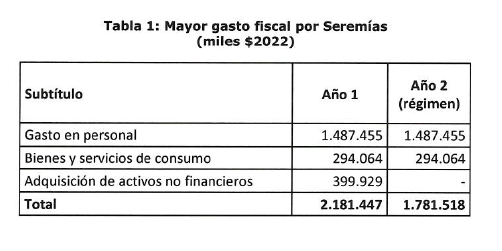 Tabla 1: Mayor gasto fiscal por Seremías
(miles $2022)
Subtítulo Año 1 Año 2
(régimen)
Gasto en personal 1.487.455 1.487.455
Bienes y servicios de consumo 294.064 294.064
Adquisición de activos no financieros 399.929 -
Total 2.181.447 1.781.518